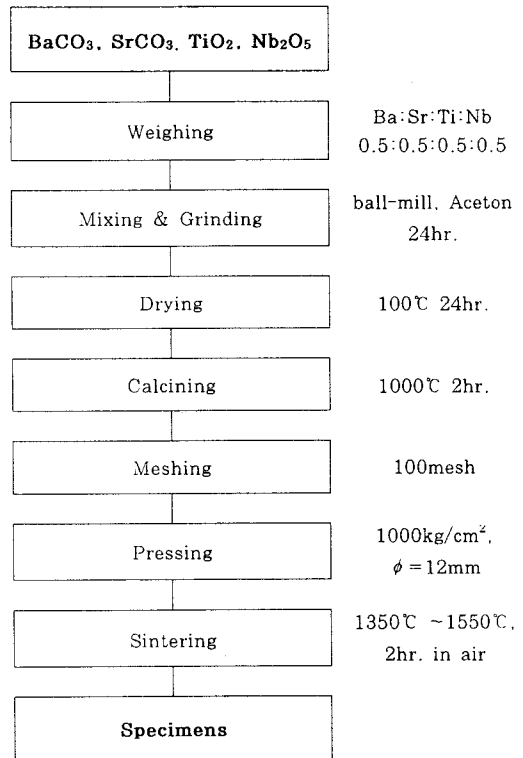 BaCO₃, SrCO₃, TiO₂, Nb₂O₅
Weighing
Ba:Sr:Ti:Nb
0.5:0.5:0.5:0.5
Mixing & Grinding
ball-mill, Aceton
24hr.
Drying
100℃ 24hr.
Calcining
1000℃ 2hr.
Meshing
100mesh
Pressing
1000kg/cm²,
ϕ = 12mm
Sintering
1350℃ ~1550℃,
2hr. in air
Specimens